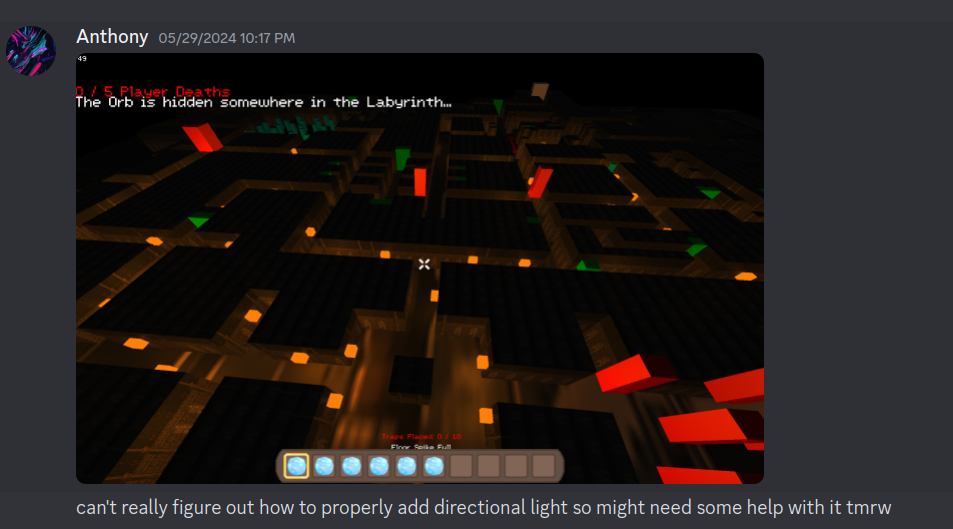 Anthony 05/29/2024 10:17 PM
49
0 / 5 Player Deaths
The Orb is hidden somewhere in the Labyrinth...
Traps Placed 0 / 10
Floor Spike Full
can't really figure out how to properly add directional light so might need some help with it tmrw